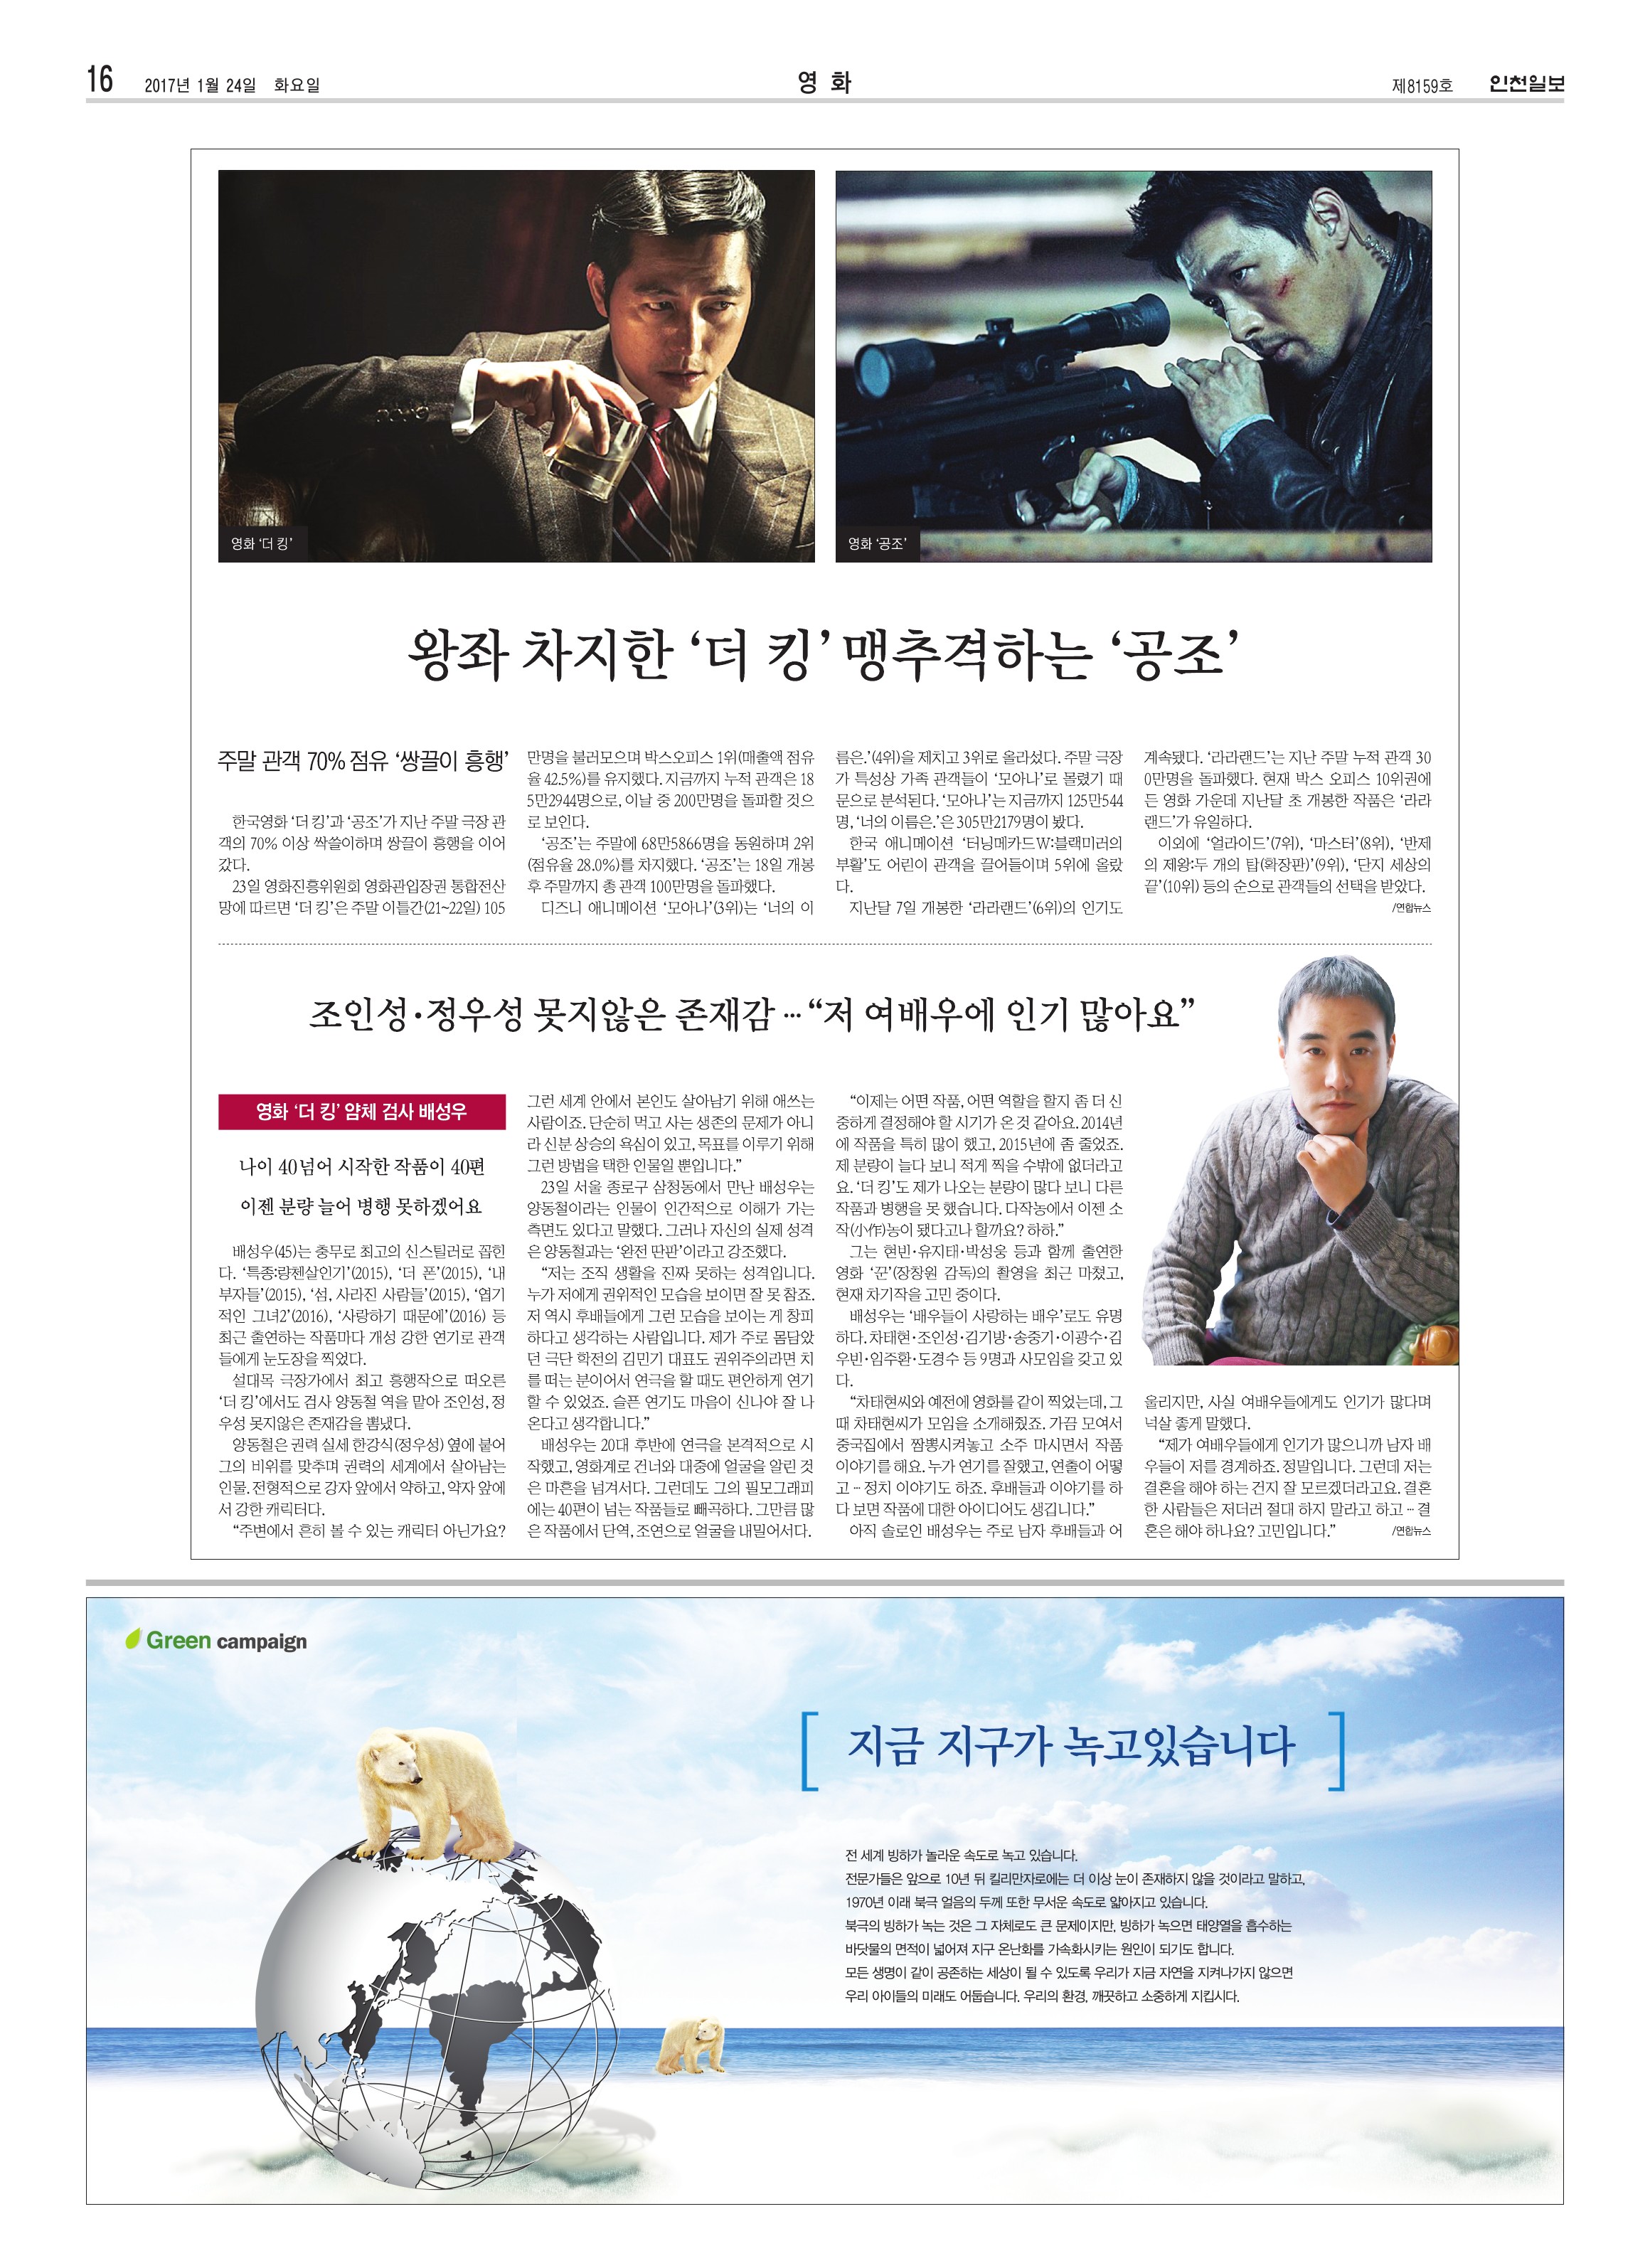 16
2017년 1월 24일 화요일
영 화
제8159호
인천일보
영화 ‘더 킹’
영화 ‘공조’
왕좌 차지한 ‘더 킹’ 맹추격하는 ‘공조’
주말 관객 70% 점유 ‘쌍끌이 흥행’
한국영화 ‘더 킹’과 ‘공조’가 지난 주말 극장 관
객의 70% 이상 싹쓸이하며 쌍끌이 흥행을 이어
갔다.
23일 영화진흥위원회 영화관입장권 통합전산
망에 따르면 ‘더 킹’은 주말 이틀간(21~22일) 105
만명을 불러모으며 박스오피스 1위(매출액 점유
율 42.5%)를 유지했다. 지금까지 누적 관객은 18
5만2944명으로, 이날 중 200만명을 돌파할 것으
로 보인다.
‘공조’는 주말에 68만5866명을 동원하며 2위
(점유율 28.0%)를 차지했다. ‘공조’는 18일 개봉
후 주말까지 총 관객 100만명을 돌파했다.
디즈니 애니메이션 ‘모아나’(3위)는 ‘너의 이
름은.’(4위)을 제치고 3위로 올라섰다. 주말 극장
가 특성상 가족 관객들이 ‘모아나’로 몰렸기 때
문으로 분석된다. ‘모아나’는 지금까지 125만544
명, ‘너의 이름은.’은 305만2179명이 봤다.
한국 애니메이션 ‘터닝메카드W:블랙미러의
부활’도 어린이 관객을 끌어들이며 5위에 올랐
다.
지난달 7일 개봉한 ‘라라랜드’(6위)의 인기도
계속됐다. ‘라라랜드’는 지난 주말 누적 관객 30
0만명을 돌파했다. 현재 박스 오피스 10위권에
든 영화 가운데 지난달 초 개봉한 작품은 ‘라라
랜드’가 유일하다.
이외에 ‘얼라이드’(7위), ‘마스터’(8위), ‘반제
의 제왕:두 개의 탑(확장판)’(9위), ‘단지 세상의
끝’(10위) 등의 순으로 관객들의 선택을 받았다.
/연합뉴스
조인성·정우성 못지않은 존재감 … “저 여배우에 인기 많아요”
영화 ‘더 킹’ 얌체 검사 배성우
나이 40 넘어 시작한 작품이 40편
이젠 분량 늘어 병행 못하겠어요
배성우(45)는 충무로 최고의 신스틸러로 꼽힌
다. ‘특종:량첸살인기’(2015), ‘더 폰’(2015), ‘내
부자들’(2015), ‘섬, 사라진 사람들’(2015), ‘엽기
적인 그녀2’(2016), ‘사랑하기 때문에’(2016) 등
최근 출연하는 작품마다 개성 강한 연기로 관객
들에게 눈도장을 찍었다.
설대목 극장가에서 최고 흥행작으로 떠오른
‘더 킹’에서도 검사 양동철 역을 맡아 조인성, 정
우성 못지않은 존재감을 뽐냈다.
양동철은 권력 실세 한강식(정우성) 옆에 붙어
그의 비위를 맞추며 권력의 세계에서 살아남는
인물. 전형적으로 강자 앞에서 약하고, 약자 앞에
서 강한 캐릭터다.
“주변에서 흔히 볼 수 있는 캐릭터 아닌가요?
그런 세계 안에서 본인도 살아남기 위해 애쓰는
사람이죠. 단순히 먹고 사는 생존의 문제가 아니
라 신분 상승의 욕심이 있고, 목표를 이루기 위해
그런 방법을 택한 인물일 뿐입니다.”
23일 서울 종로구 삼청동에서 만난 배성우는
양동철이라는 인물이 인간적으로 이해가 가는
측면도 있다고 말했다. 그러나 자신의 실제 성격
은 양동철과는 ‘완전 딴판’이라고 강조했다.
“저는 조직 생활을 진짜 못하는 성격입니다.
누가 저에게 권위적인 모습을 보이면 잘 못 참죠.
저 역시 후배들에게 그런 모습을 보이는 게 창피
하다고 생각하는 사람입니다. 제가 주로 몸담았
던 극단 학전의 김민기 대표도 권위주의라면 치
를 떠는 분이어서 연극을 할 때도 편안하게 연기
할 수 있었죠. 슬픈 연기도 마음이 신나야 잘 나
온다고 생각합니다.”
배성우는 20대 후반에 연극을 본격적으로 시
작했고, 영화계로 건너와 대중에 얼굴을 알린 것
은 마흔을 넘겨서다. 그런데도 그의 필모그래피
에는 40편이 넘는 작품들로 빼곡하다. 그만큼 많
은 작품에서 단역, 조연으로 얼굴을 내밀어서다.
“이제는 어떤 작품, 어떤 역할을 할지 좀 더 신
중하게 결정해야 할 시기가 온 것 같아요. 2014년
에 작품을 특히 많이 했고, 2015년에 좀 줄었죠.
제 분량이 늘다 보니 적게 찍을 수밖에 없더라고
요. ‘더 킹’도 제가 나오는 분량이 많다 보니 다른
작품과 병행을 못 했습니다. 다작농에서 이젠 소
작(小作)농이 됐다고나 할까요? 하하.”
그는 현빈·유지태·박성웅 등과 함께 출연한
영화 ‘꾼’(장창원 감독)의 촬영을 최근 마쳤고,
현재 차기작을 고민 중이다.
배성우는 ‘배우들이 사랑하는 배우’로도 유명
하다. 차태현·조인성·김기방·송중기·이광수·김
우빈·임주환·도경수 등 9명과 사모임을 갖고 있
다.
“차태현씨와 예전에 영화를 같이 찍었는데, 그
때 차태현씨가 모임을 소개해줬죠. 가끔 모여서
중국집에서 짬뽕시켜놓고 소주 마시면서 작품
이야기를 해요. 누가 연기를 잘했고, 연출이 어떻
고 … 정치 이야기도 하죠. 후배들과 이야기를 하
다 보면 작품에 대한 아이디어도 생깁니다.”
아직 솔로인 배성우는 주로 남자 후배들과 어
울리지만, 사실 여배우들에게도 인기가 많다며
넉살 좋게 말했다.
“제가 여배우들에게 인기가 많으니까 남자 배
우들이 저를 경계하죠. 정말입니다. 그런데 저는
결혼을 해야 하는 건지 잘 모르겠더라고요. 결혼
한 사람들은 저더러 절대 하지 말라고 하고 … 결
혼은 해야 하나요? 고민입니다.”
/연합뉴스
Green campaign
[ 지금 지구가 녹고있습니다 ]
전 세계 빙하가 놀라운 속도로 녹고 있습니다.
전문가들은 앞으로 10년 뒤 킬리만자로에는 더 이상 눈이 존재하지 않을 것이라고 말하고,
1970년 이래 북극 얼음의 두께 또한 무서운 속도로 얇아지고 있습니다.
북극의 빙하가 녹는 것은 그 자체로도 큰 문제이지만, 빙하가 녹으면 태양열을 흡수하는
바닷물의 면적이 넓어져 지구 온난화를 가속화시키는 원인이 되기도 합니다.
모든 생명이 같이 공존하는 세상이 될 수 있도록 우리가 지금 자연을 지켜나가지 않으면
우리 아이들의 미래도 어둡습니다. 우리의 환경, 깨끗하고 소중하게 지킵시다.